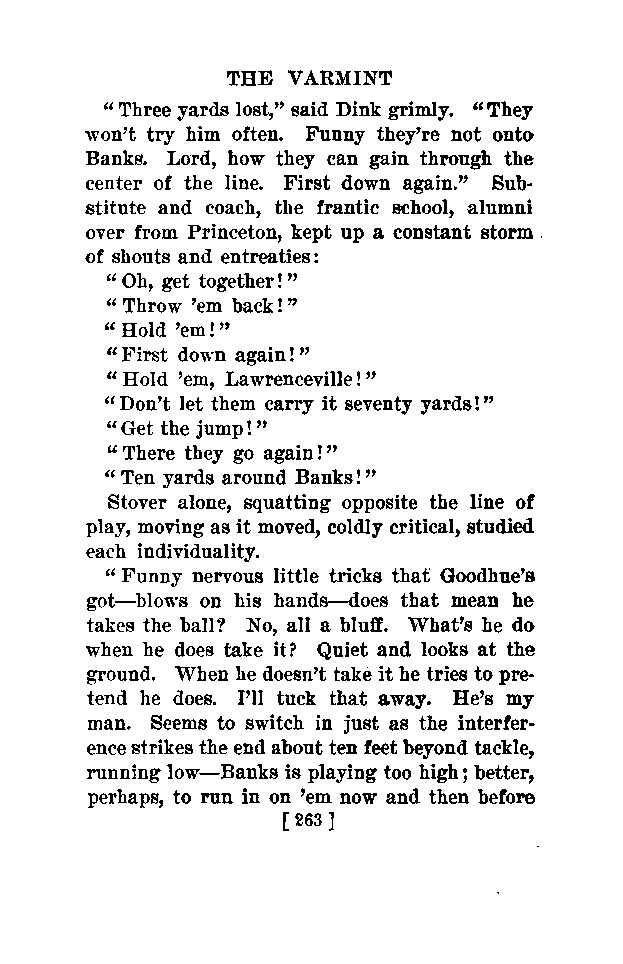 THE VARMINT
“Three yards lost,” said Dink grimly. “They
won’t try him often. Funny they’re not onto
Banks. Lord, how they can gain through the
center of the line. First down again.” Sub-
stitute and coach, the frantic school, alumni
over from Princeton, kept up a constant storm
of shouts and entreaties:
“Oh, get together!”
“Throw ’em back!”
“Hold ’em!”
“First down again!”
“Hold ’em, Lawrenceville!”
“Don’t let them carry it seventy yards!”
“Get the jump!”
“There they go again!”
“Ten yards around Banks!”
Stover alone, squatting opposite the line of
play, moving as it moved, coldly critical, studied
each individuality.
“Funny nervous little tricks that Goodhue’s
got—blows on his hands—does that mean he
takes the ball? No, all a bluff. What’s he do
when he does take it? Quiet and looks at the
ground. When he doesn’t take it he tries to pre-
tend he does. I’ll tuck that away. He’s my
man. Seems to switch in just as the interfer-
ence strikes the end about ten feet beyond tackle,
running low—Banks is playing too high; better,
perhaps, to run in on ’em now and then before
[ 263 ]